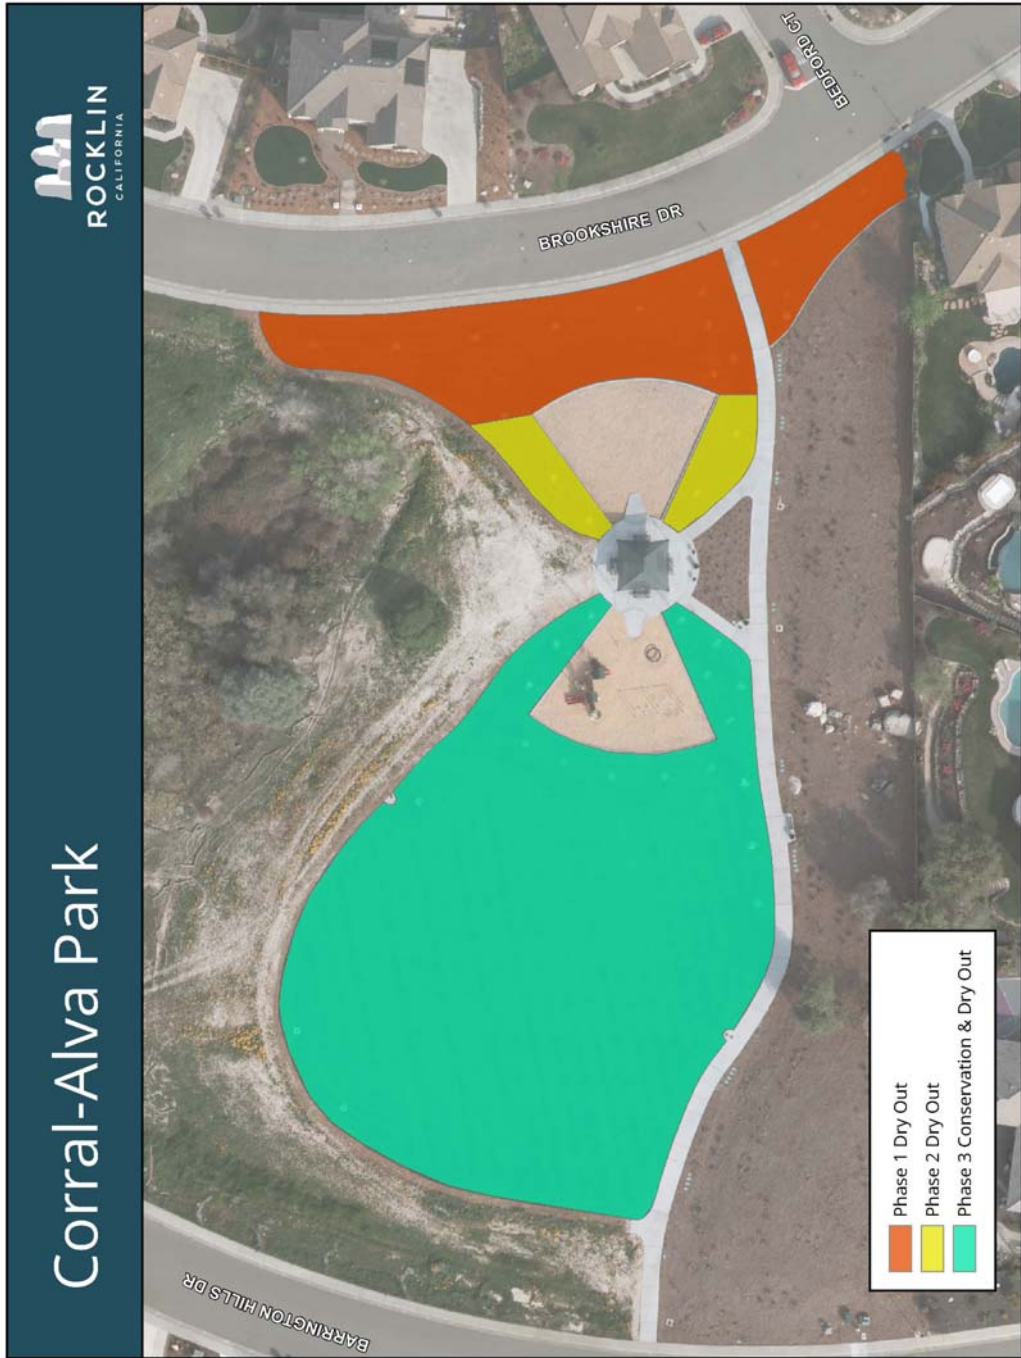 Corral-Alva Park
ROCKLIN
CALIFORNIA
BARRINGTON HILLS DR
BROOKSHIRE DR
BEDFORD CT
Phase 1 Dry Out
Phase 2 Dry Out
Phase 3 Conservation & Dry Out